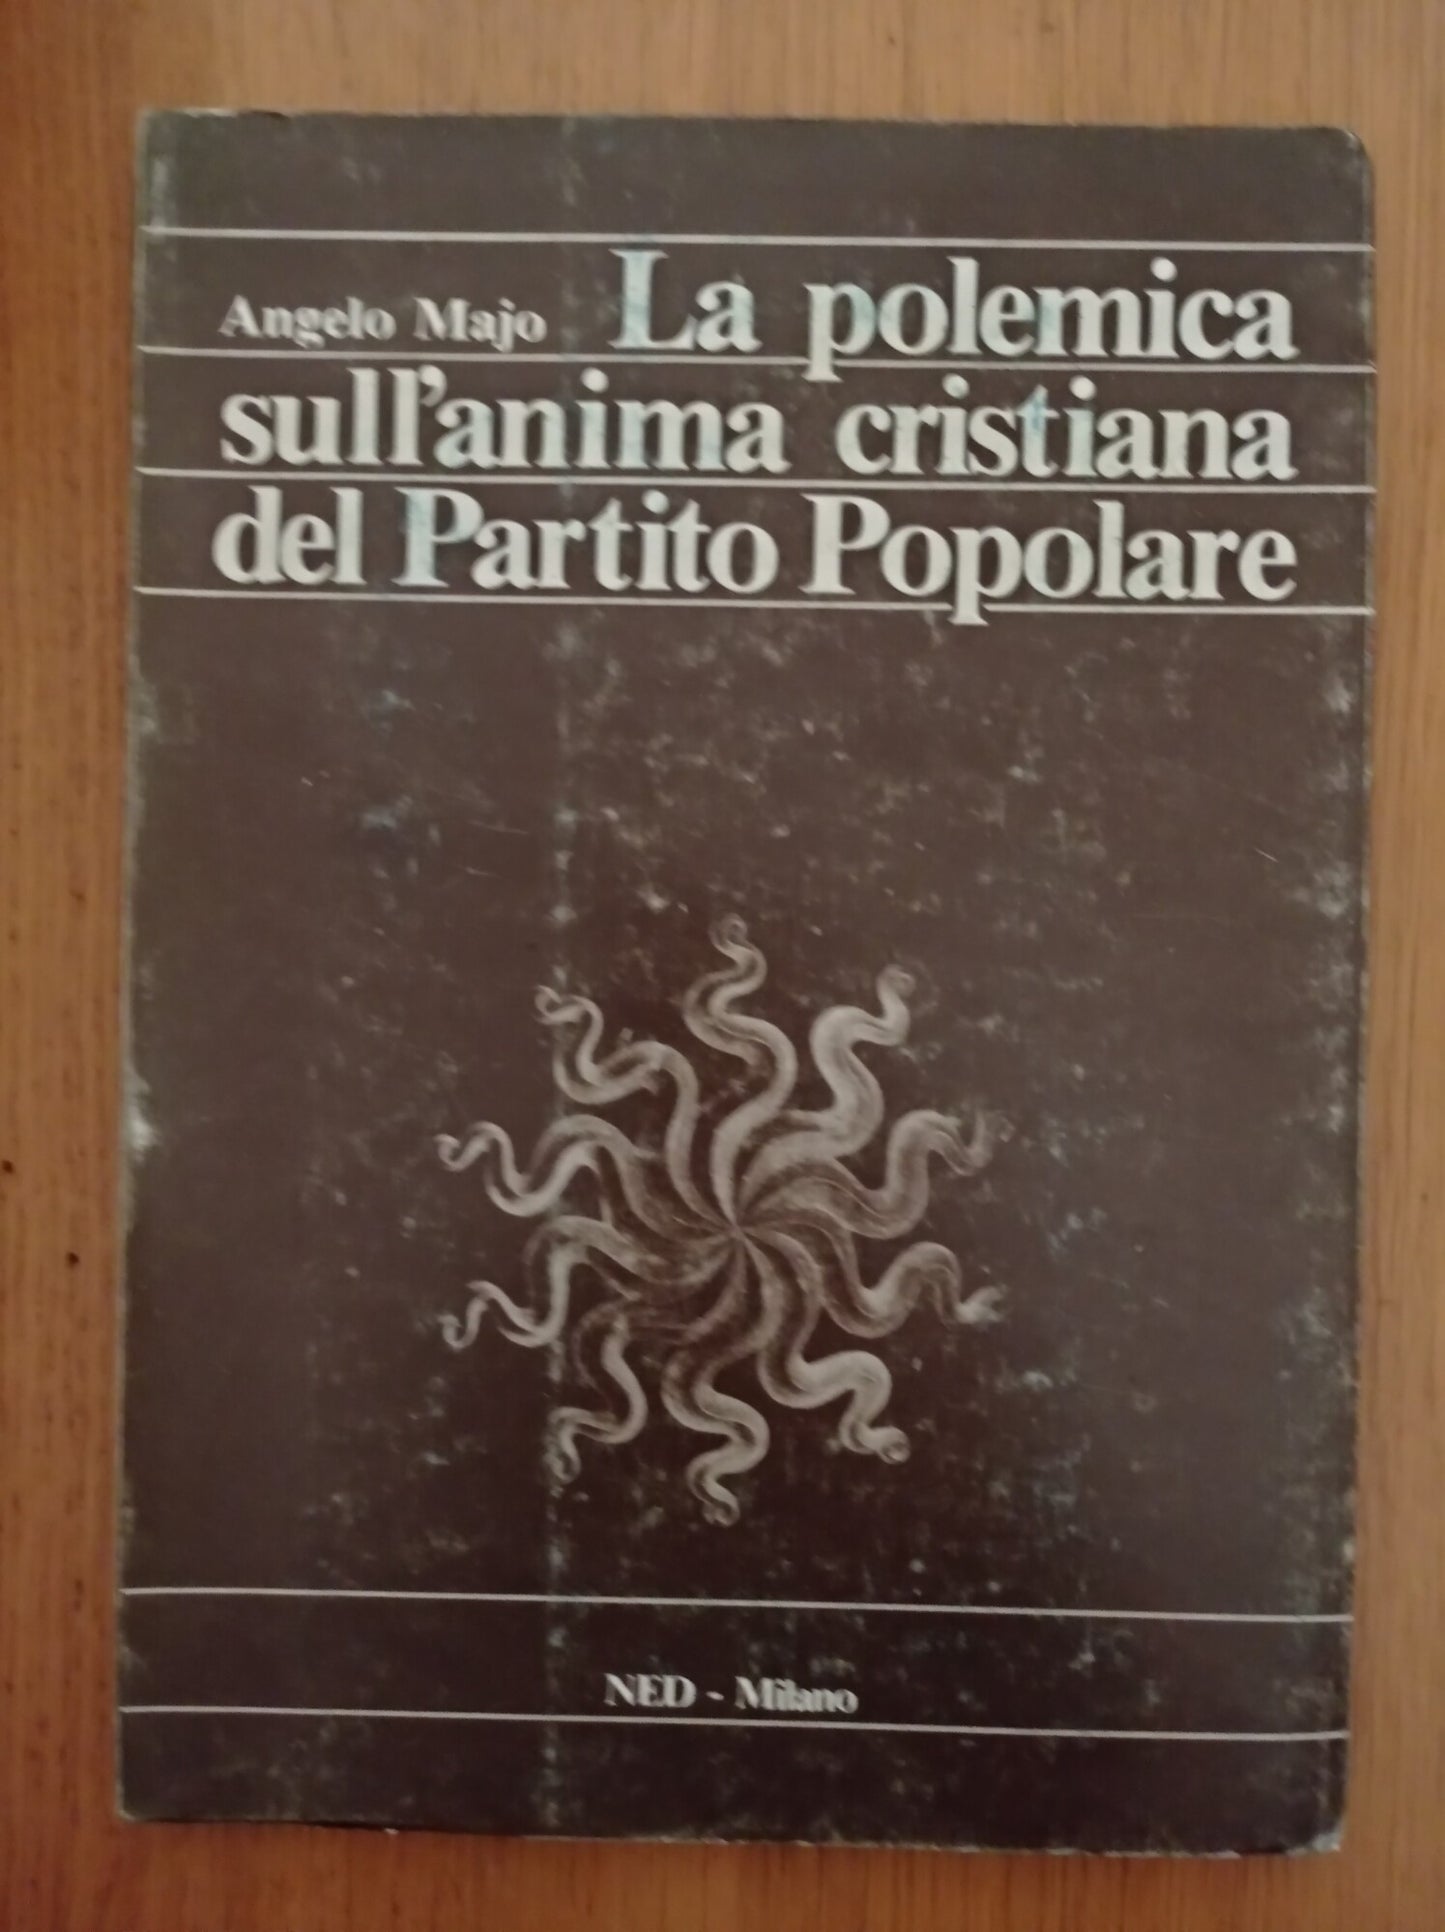 Angelo Majo La polemica
sull'anima cristiana
del Partito Popolare
NED - Milano